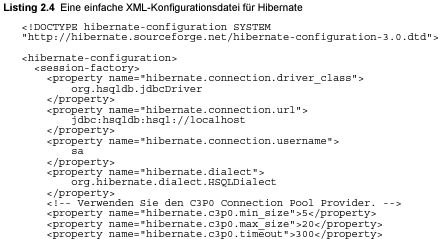 Listing 2.4 Eine einfache XML-Konfigurationsdatei für Hibernate
<!DOCTYPE hibernate-configuration SYSTEM
"http://hibernate.sourceforge.net/hibernate-configuration-3.0.dtd">
<hibernate-configuration>
<session-factory>
<property name="hibernate.connection.driver_class">
org.hsqldb.jdbcDriver
</property>
<property name="hibernate.connection.url">
jdbc:hsqldb:hsql://localhost
</property>
<property name="hibernate.connection.username">
sa
</property>
<property name="hibernate.dialect">
org.hibernate.dialect.HSQLDialect
</property>
<!-- Verwenden Sie den C3P0 Connection Pool Provider. -->
<property name="hibernate.c3p0.min_size">5</property>
<property name="hibernate.c3p0.max_size">20</property>
<property name="hibernate.c3p0.timeout">300</property>